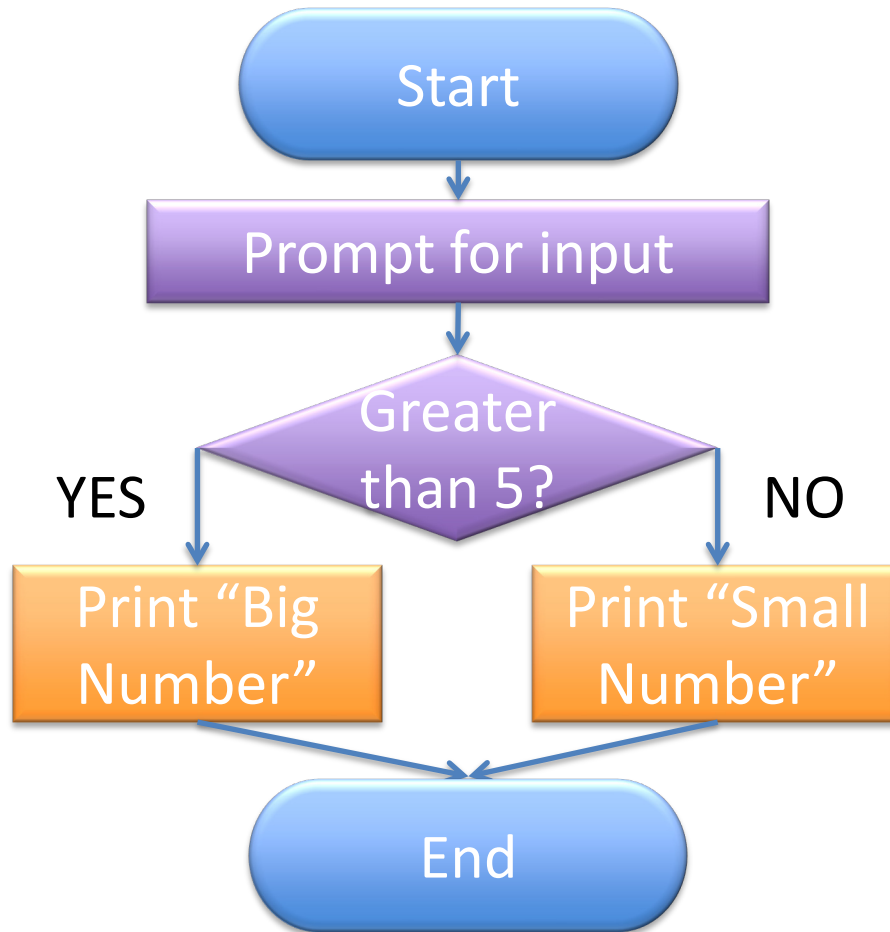 Start
Prompt for input
Greater
than 5?
YES
NO
Print “Big
Number”
Print “Small
Number”
End